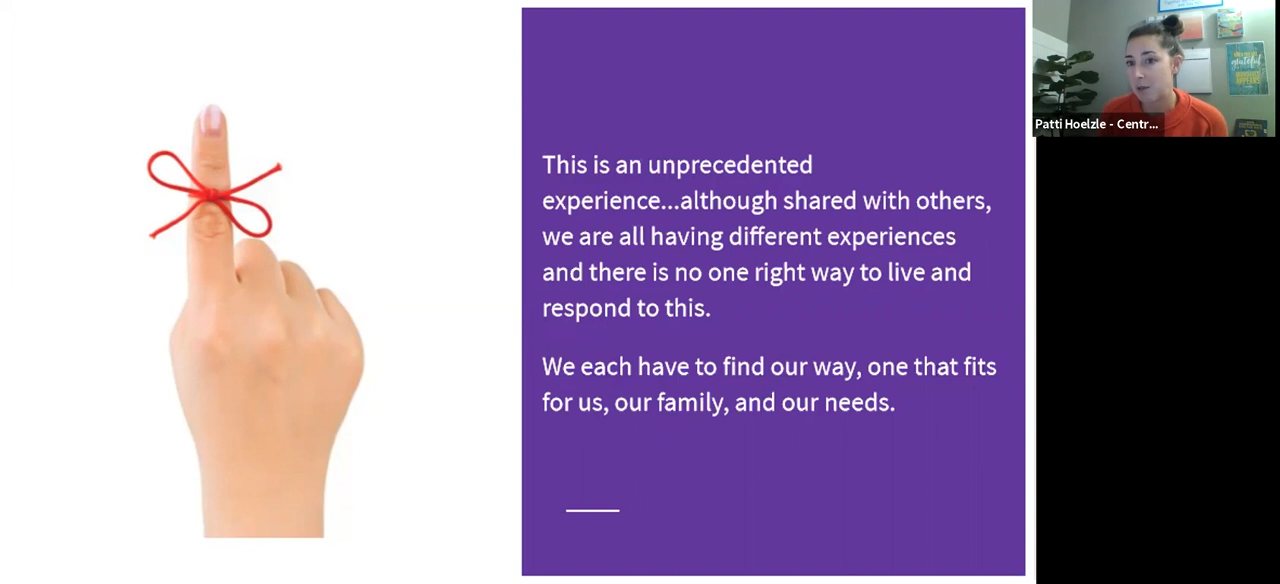 This is an unprecedented
experience...although shared with others,
we are all having different experiences
and there is no one right way to live and
respond to this.
We each have to find our way, one that fits
for us, our family, and our needs.
Patti Hoelzle - Centr...
grateful
APPEARS